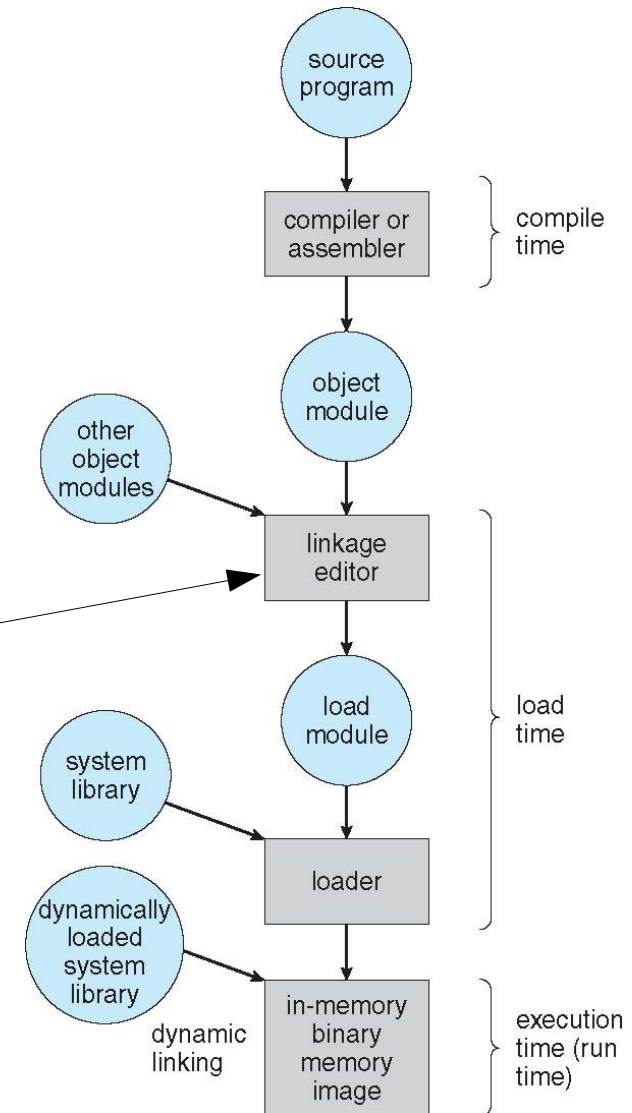 source
program
compiler or
assembler
compile
time
object
module
other
object
modules
linkage
editor
load
module
load
time
system
library
loader
dynamically
loaded
system
library
dynamic
linking
in-memory
binary
memory
image
execution
time (run
time)